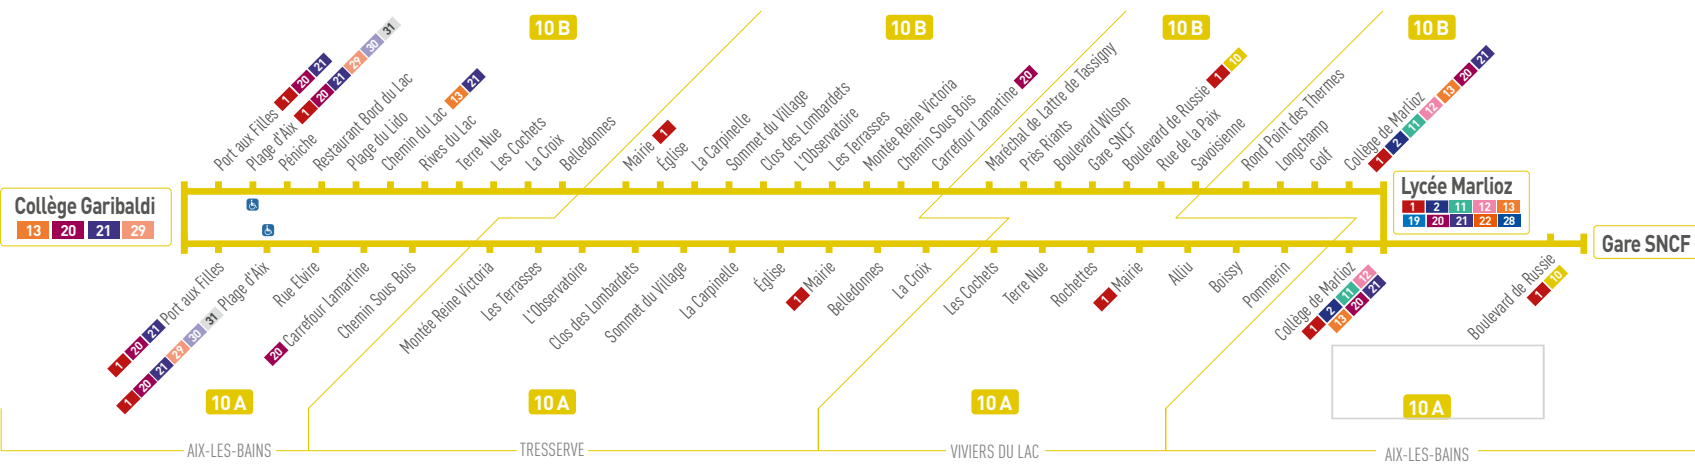 10 B
10 B
10 B
10 B
Port aux Filles 1 20 21
Plage d'Aix 1 20 21 29 30 31
Péniche
Restaurant Bord du Lac
Plage du Lido
Chemin du Lac 13 21
Rives du Lac
Terre Nue
Les Cochets
La Croix
Belledonnes
Mairie 1
Église
La Carpinelle
Sommet du Village
Clos des Lombardets
L'Observatoire
Les Terrasses
Montée Reine Victoria
Chemin Sous Bois
Carrefour Lamartine 20
Maréchal de Lattre de Tassigny
Près Riants
Boulevard Wilson
Gare SNCF
Boulevard de Russie 1 10
Rue de la Paix
Savoisienne
Rond Point des Thermes
Longchamp
Golf
Collège de Marlioz 1 2 11 12 13 20 21
Collège Garibaldi
13 20 21 29
Lycée Marlioz
1 2 11 12 13
19 20 21 22 28
Gare SNCF
1 20 21 Port aux Filles
1 20 21 29 30 31 Plage d'Aix
Rue Elvire
20 Carrefour Lamartine
Chemin Sous Bois
Montée Reine Victoria
Les Terrasses
L'Observatoire
Clos des Lombardets
Sommet du Village
La Carpinelle
Église
1 Mairie
Belledonnes
La Croix
Les Cochets
Terre Nue
Rochettes
1 Mairie
Alliu
Boissy
Pommerin
Collège de Marlioz
1 2 11 12
13 20 21
Boulevard de Russie
1 10
10 A
10 A
10 A
10 A
AIX-LES-BAINS
TRESSERVE
VIVIERS DU LAC
AIX-LES-BAINS